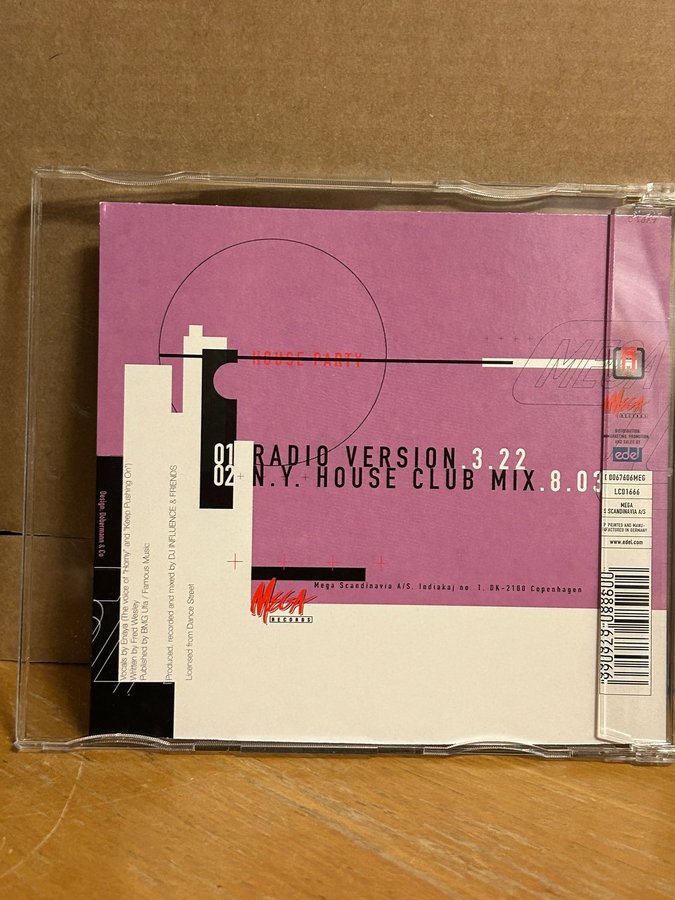 HOUSE PARTY
01 RADIO VERSION.3.22
02 N.Y. HOUSE CLUB MIX.8.03
Mega Scandinavia A/S. Indiakaj no 1. DK-2100 Copenhagen
MEGA
RECORDS
Design: Dobermann & Co
Vocals by Enaya (The voice of "Horny" and "Keep Pushing On")
Written by Fred Wesley
Published by BMG Ufa / Famous Music
Produced, recorded and mixed by DJ INFLUENCE & FRIENDS
Licensed from Dance Street
MEGA
MEGA
RECORDS
DISTRIBUTION,
MARKETING, PROMOTION
AND SALES BY
edel
0067606MEG
LC01666
MEGA
SCANDINAVIA A/S
PRINTED AND MANU-
FACTURED IN GERMANY
www.edel.com